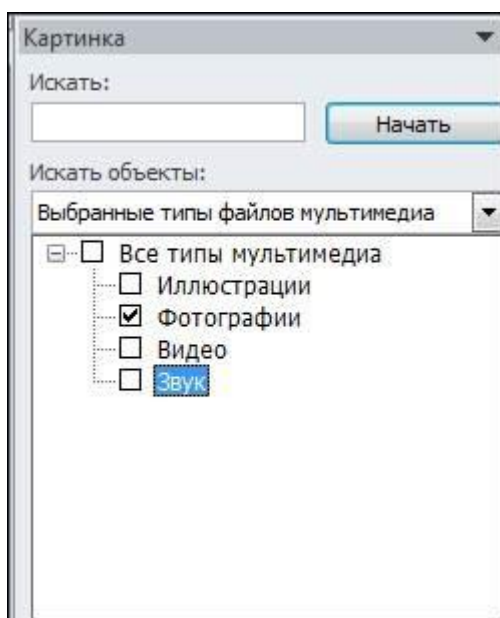 Картинка
Искать:
Начать
Искать объекты:
Выбранные типы файлов мультимедиа
Все типы мультимедиа
Иллюстрации
Фотографии
Видео
Звук